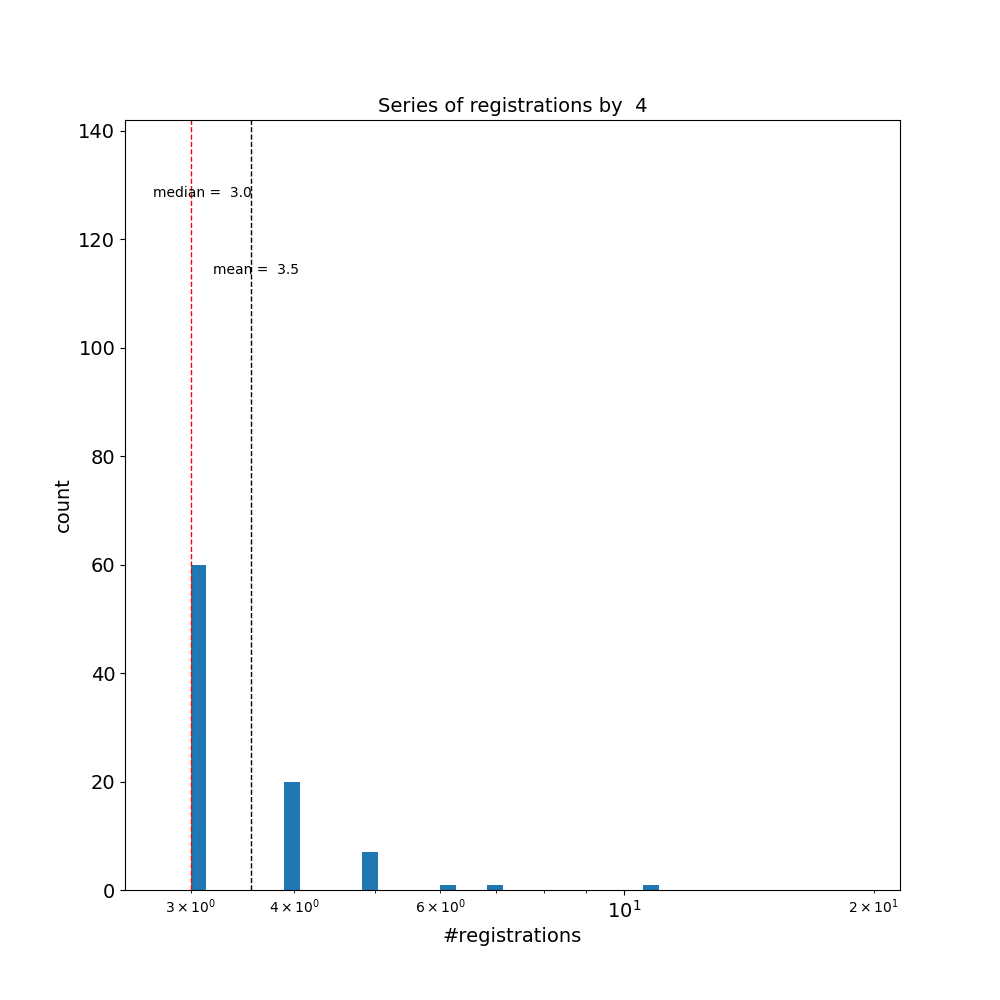 Series of registrations by  4
140
median =  3.0
120
mean =  3.5
100
80
count
60
40
20
0
3 × 10⁰ 4 × 10⁰ 6 × 10⁰ 10¹ 2 × 10¹
#registrations